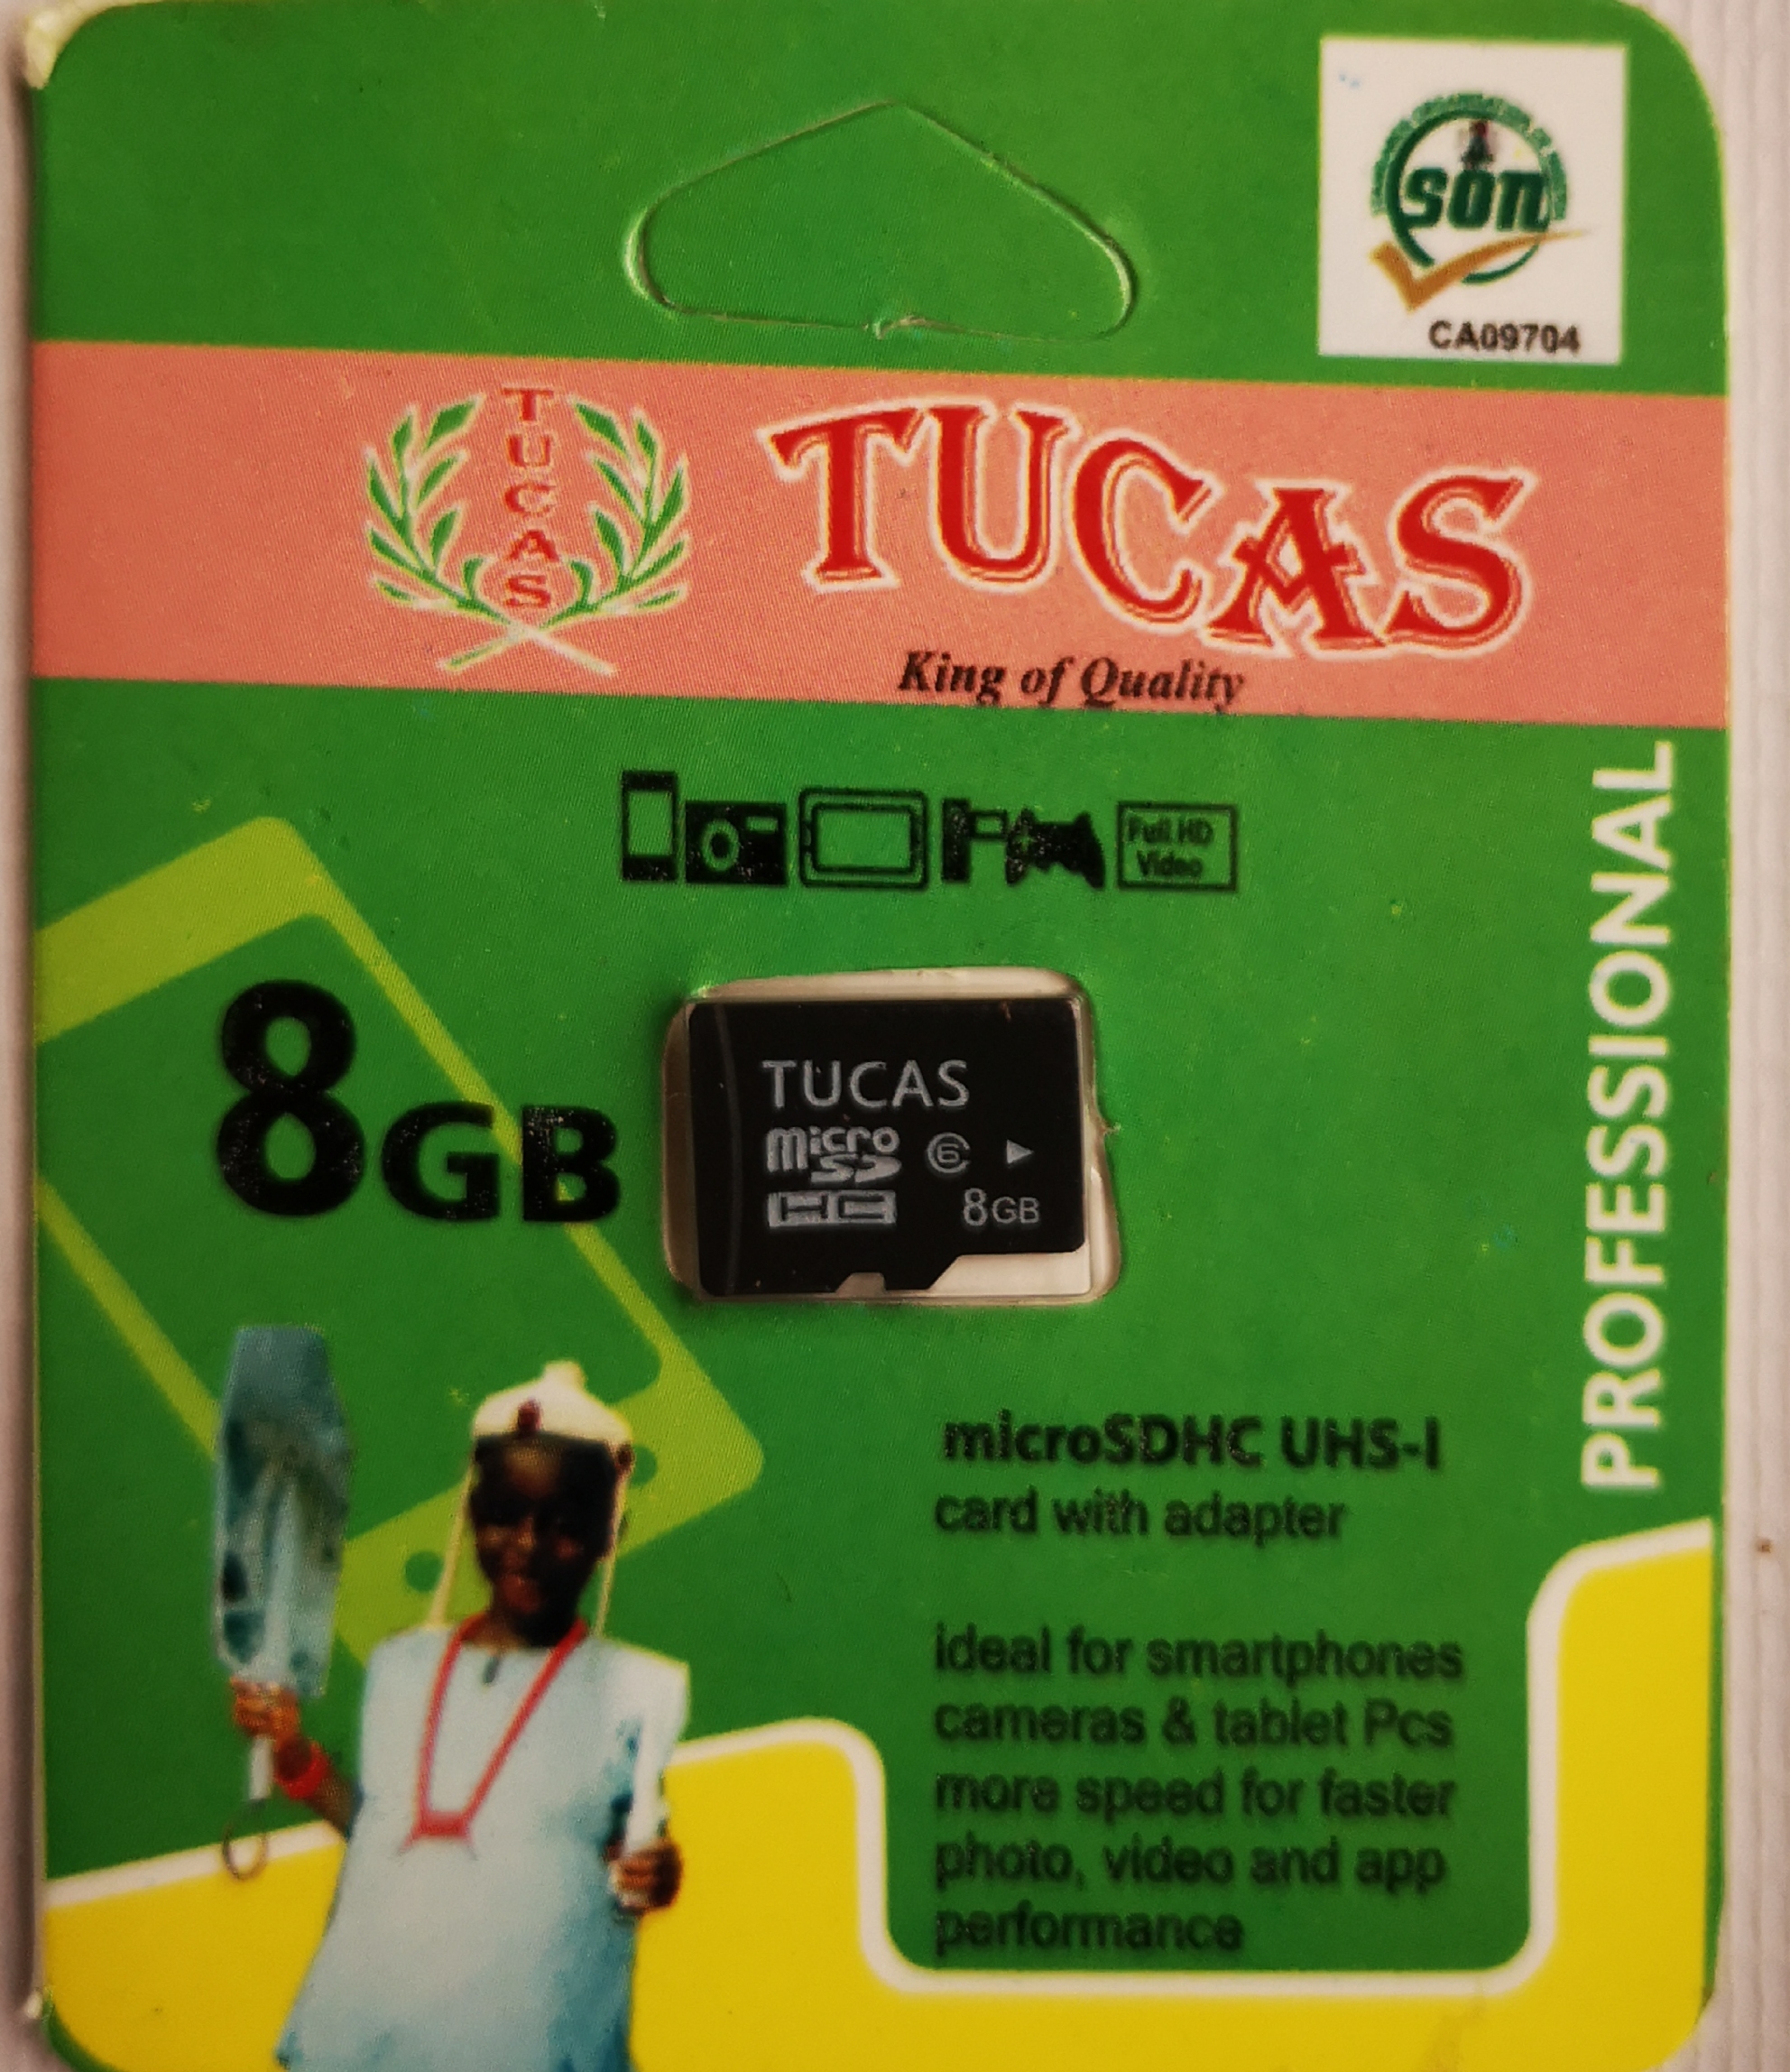 SON
CA09704
TUCAS
TUCAS
King of Quality
Full HD
Video
PROFESSIONAL
8GB
TUCAS
micro
SD
HC
6
8GB
microSDHC UHS-I
card with adapter
ideal for smartphones
cameras & tablet Pcs
more speed for faster
photo, video and app
performance